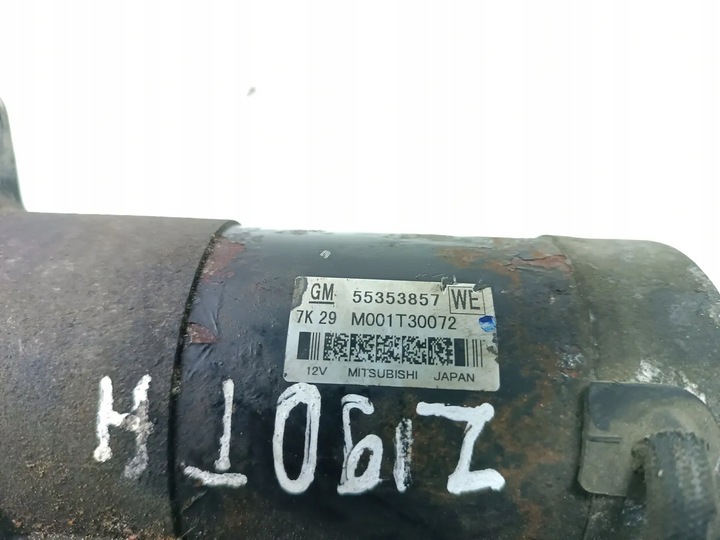 GM 55353857 WE
7K 29 M001T30072
12V MITSUBISHI JAPAN
Z19DTH